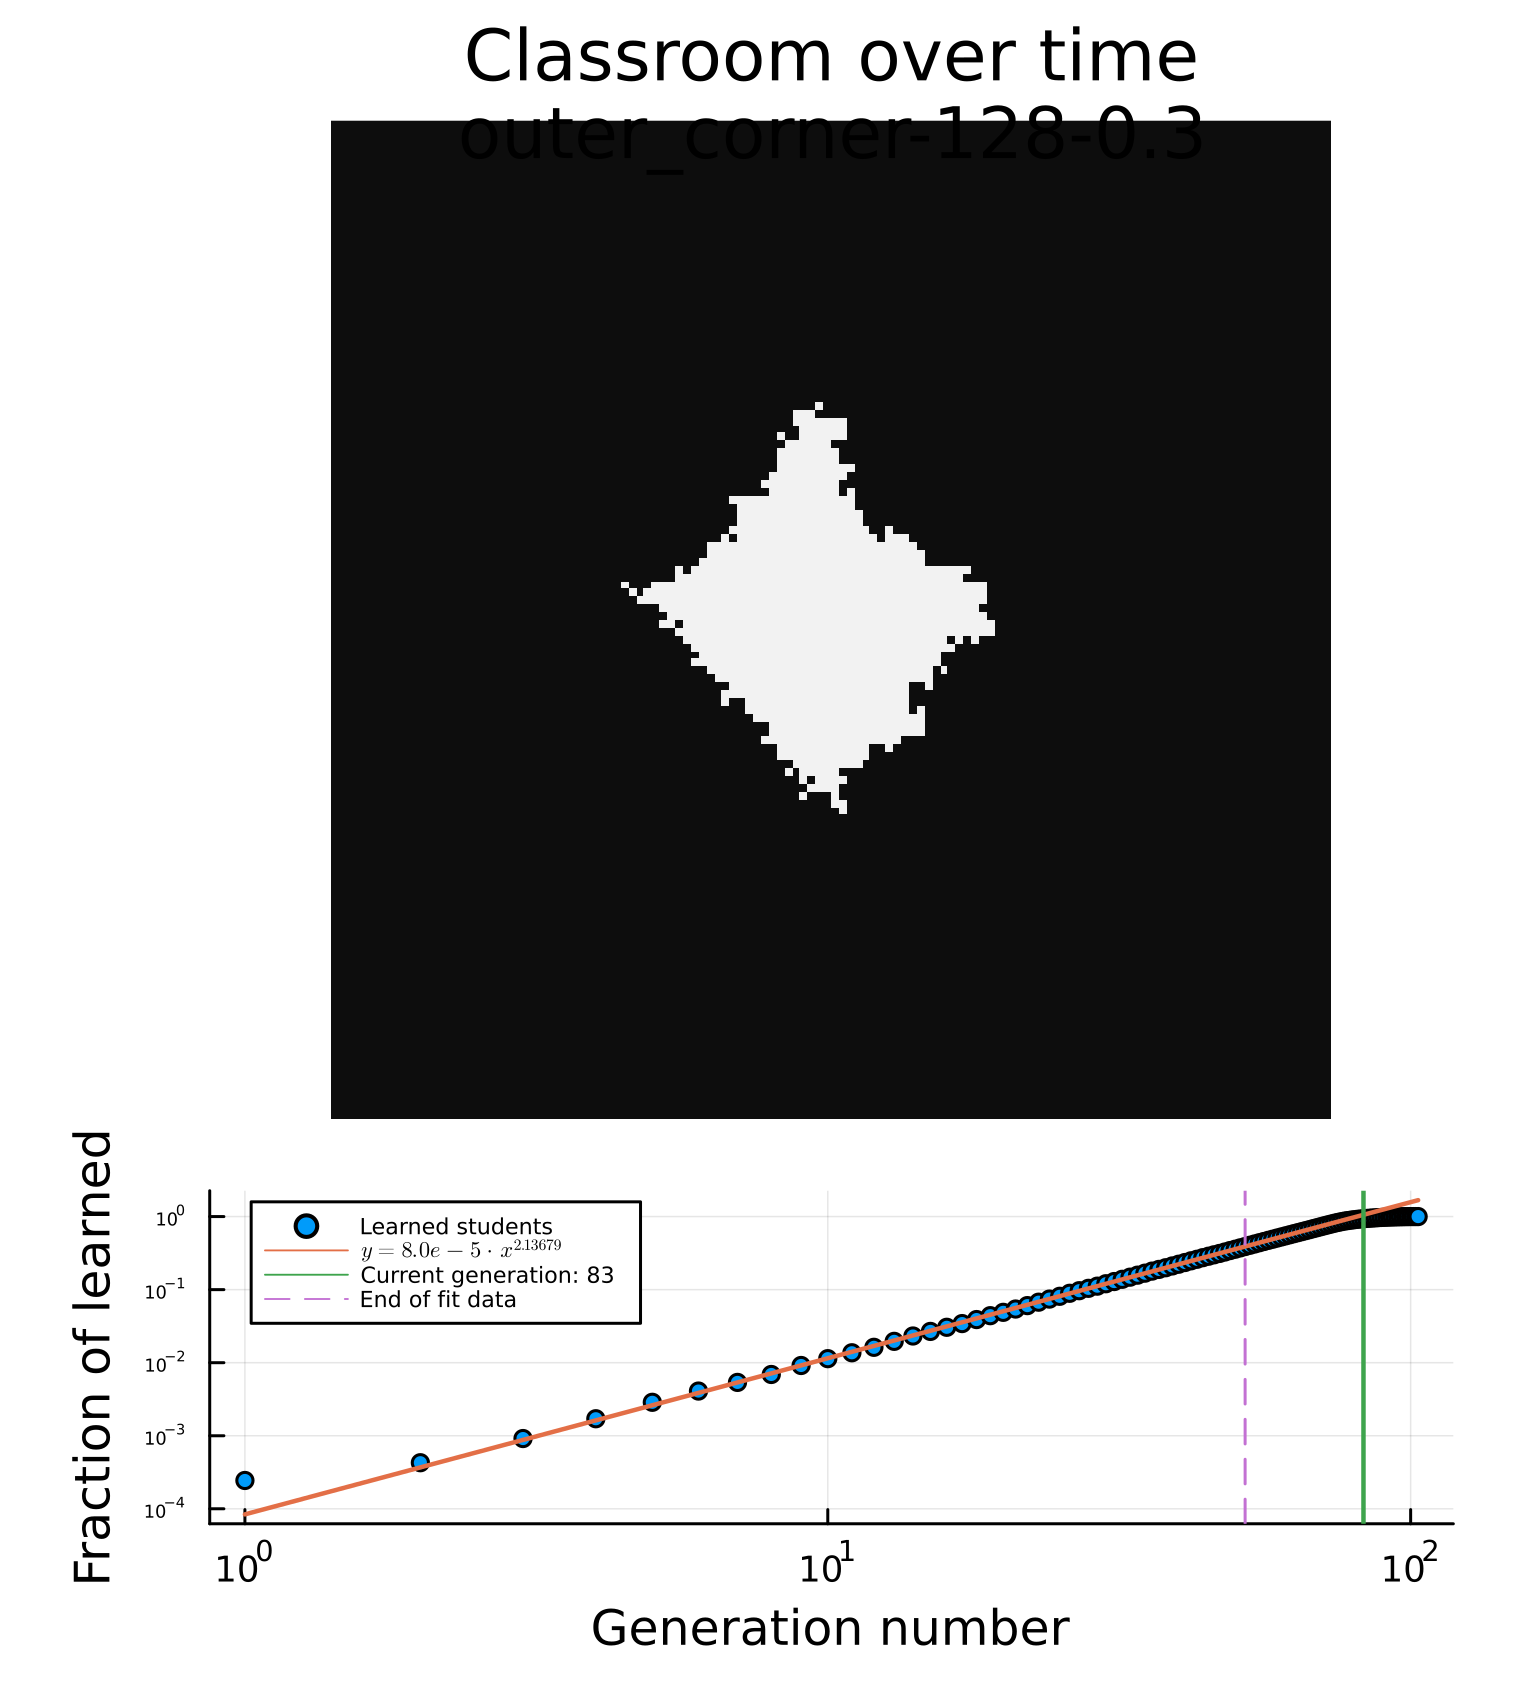 Classroom over time
outer_corner-128-0.3
Fraction of learned
10^0
10^-1
10^-2
10^-3
10^-4
Learned students
y = 8.0e − 5 · x^2.13679
Current generation: 83
End of fit data
10^0 10^1 10^2
Generation number